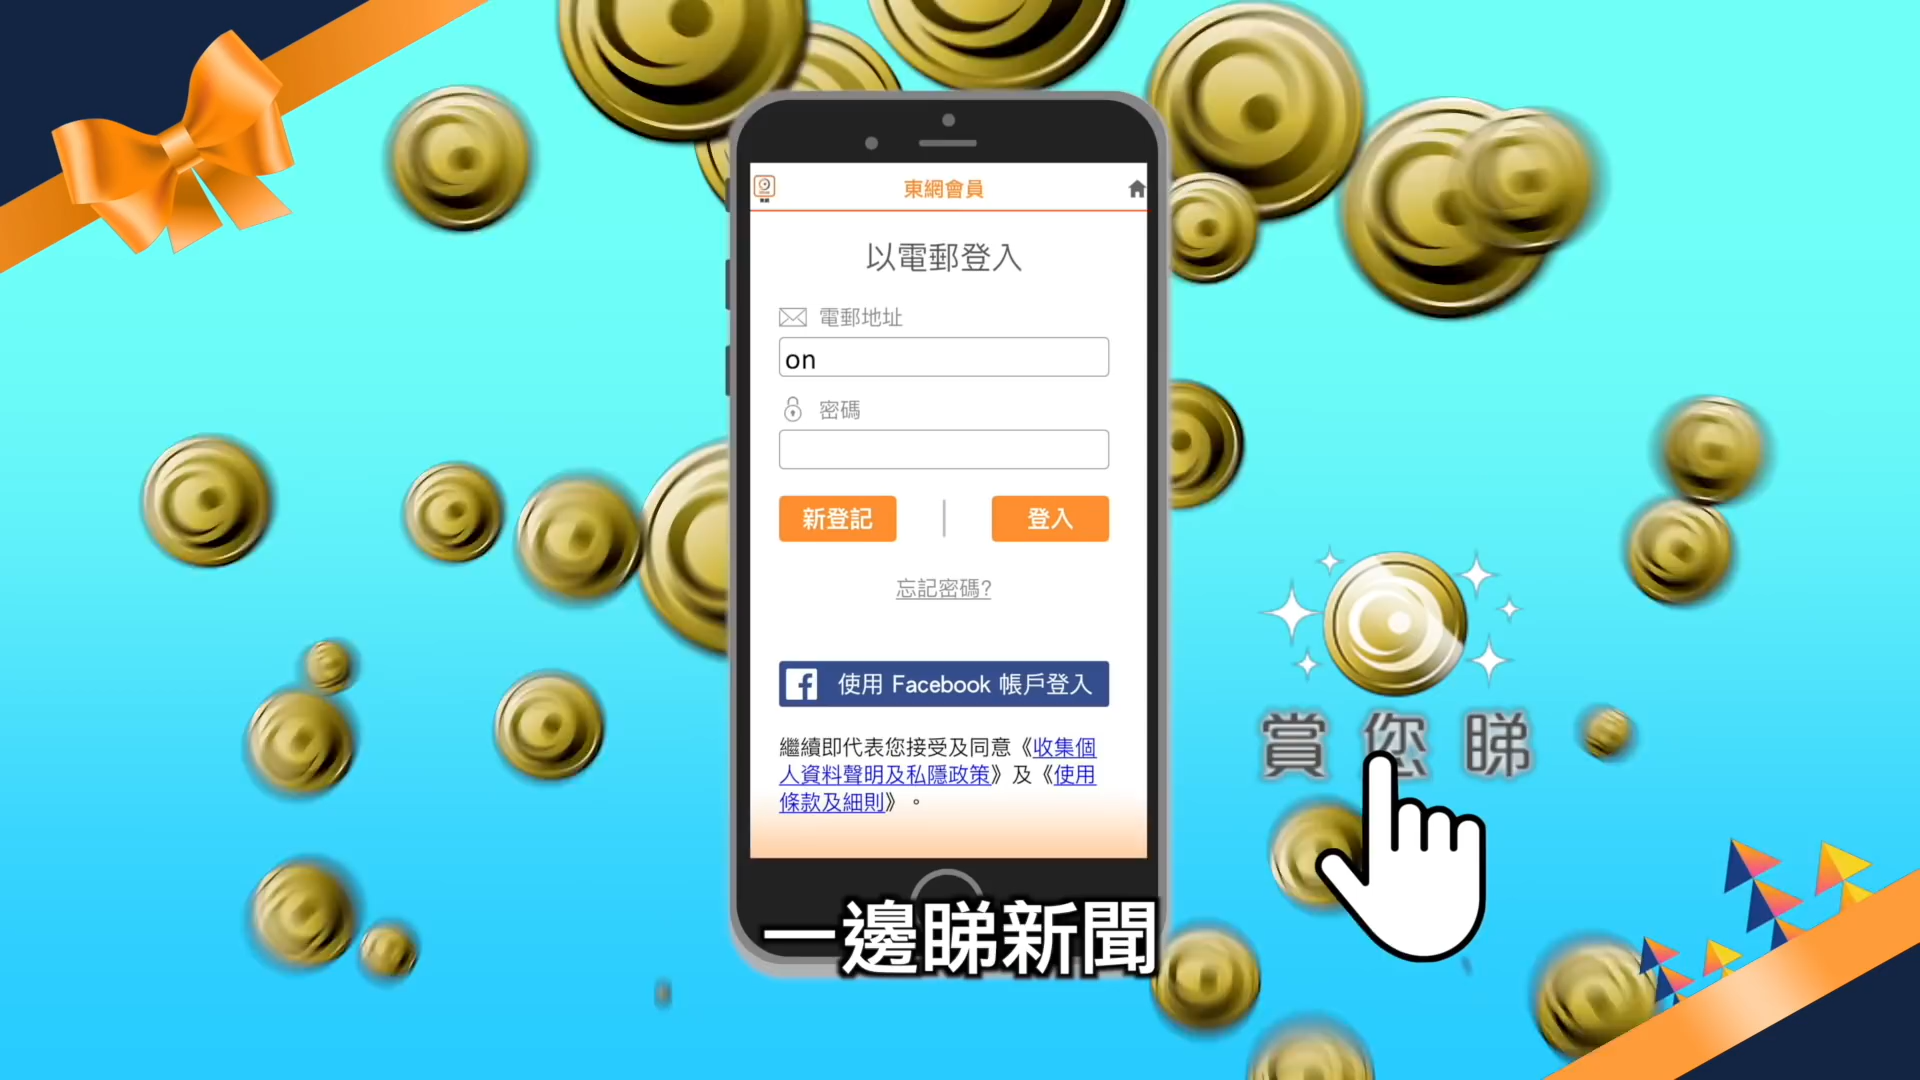 東網會員
以電郵登入
電郵地址
on
密碼
新登記
登入
忘記密碼?
使用 Facebook 帳戶登入
繼續即代表您接受及同意《收集個
人資料聲明及私隱政策》及《使用
條款及細則》。
賞您睇
一邊睇新聞